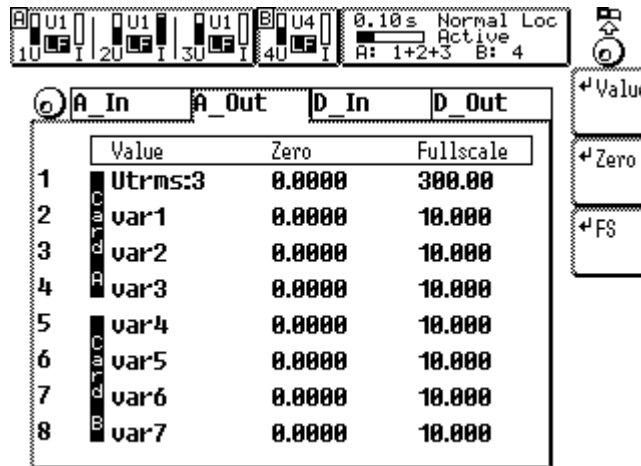 A U1 U1 U1 B U4 0.10s Normal Loc
LF LF LF LF Active
1U I 2U I 3U I 4U I A: 1+2+3 B: 4
A_In A_Out D_In D_Out
Value
Zero
FS
Value Zero Fullscale
1 Utrms:3 0.0000 300.00
2 var1 0.0000 10.000
3 var2 0.0000 10.000
4 var3 0.0000 10.000
Card A
5 var4 0.0000 10.000
6 var5 0.0000 10.000
7 var6 0.0000 10.000
8 var7 0.0000 10.000
Card B